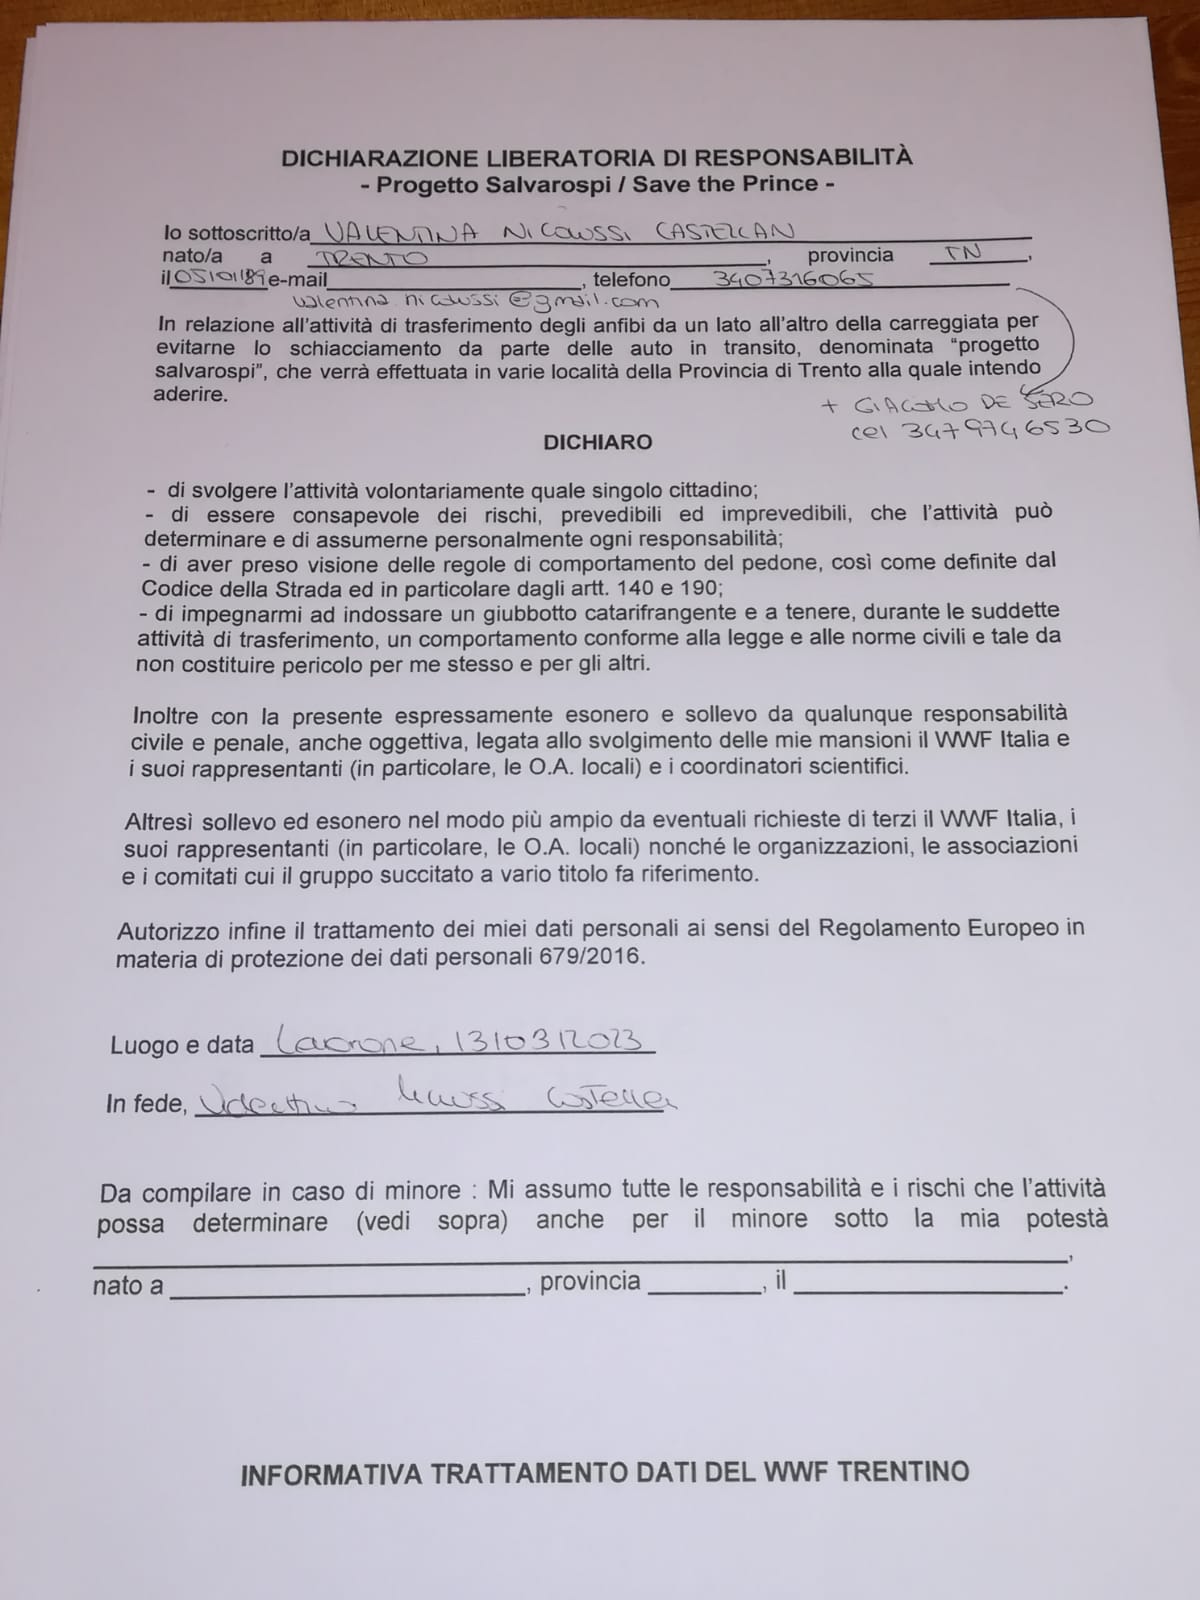 DICHIARAZIONE LIBERATORIA DI RESPONSABILITÀ
- Progetto Salvarospi / Save the Prince -
Io sottoscritto/a VALENTINA NICOLUSSI CASTELLAN
nato/a a TRENTO, provincia TN,
il 05/01/89 e-mail, telefono 3407316065
valentina.nicolussi@gmail.com
In relazione all'attività di trasferimento degli anfibi da un lato all'altro della carreggiata per
evitarne lo schiacciamento da parte delle auto in transito, denominata “progetto
salvarospi”, che verrà effettuata in varie località della Provincia di Trento alla quale intendo
aderire.
+ GIACOMO DE SERO
cel 3479746530
DICHIARO
- di svolgere l'attività volontariamente quale singolo cittadino;
- di essere consapevole dei rischi, prevedibili ed imprevedibili, che l'attività può
determinare e di assumerne personalmente ogni responsabilità;
- di aver preso visione delle regole di comportamento del pedone, così come definite dal
Codice della Strada ed in particolare dagli artt. 140 e 190;
- di impegnarmi ad indossare un giubbotto catarifrangente e a tenere, durante le suddette
attività di trasferimento, un comportamento conforme alla legge e alle norme civili e tale da
non costituire pericolo per me stesso e per gli altri.
Inoltre con la presente espressamente esonero e sollevo da qualunque responsabilità
civile e penale, anche oggettiva, legata allo svolgimento delle mie mansioni il WWF Italia e
i suoi rappresentanti (in particolare, le O.A. locali) e i coordinatori scientifici.
Altresì sollevo ed esonero nel modo più ampio da eventuali richieste di terzi il WWF Italia, i
suoi rappresentanti (in particolare, le O.A. locali) nonché le organizzazioni, le associazioni
e i comitati cui il gruppo succitato a vario titolo fa riferimento.
Autorizzo infine il trattamento dei miei dati personali ai sensi del Regolamento Europeo in
materia di protezione dei dati personali 679/2016.
Luogo e data Lavarone, 13/03/2023
In fede, Valentina Nicolussi Castellan
Da compilare in caso di minore : Mi assumo tutte le responsabilità e i rischi che l'attività
possa determinare (vedi sopra) anche per il minore sotto la mia potestà
,
nato a, provincia, il.
INFORMATIVA TRATTAMENTO DATI DEL WWF TRENTINO